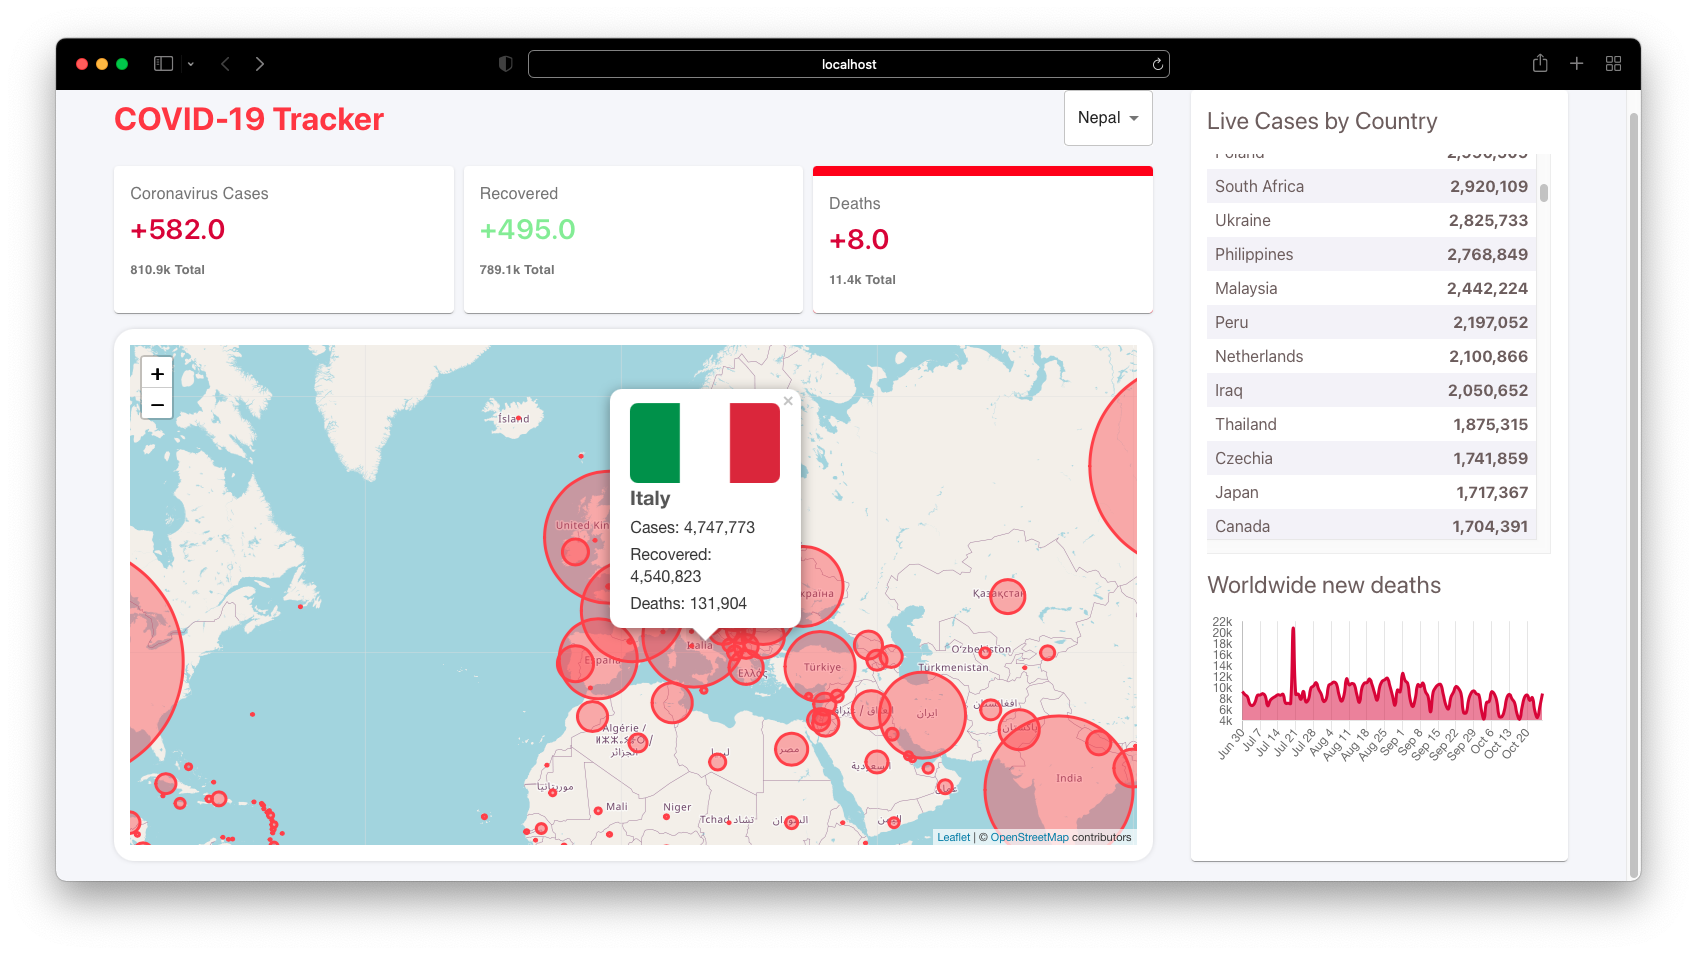 localhost
COVID-19 Tracker
Nepal
Coronavirus Cases
+582.0
810.9k Total
Recovered
+495.0
789.1k Total
Deaths
+8.0
11.4k Total
+
−
Ísland
×
Italy
Cases: 4,747,773
Recovered:
4,540,823
Deaths: 131,904
United Kin
країна
Қазақстан
Italia
España
Ελλάς
Türkiye
O'zbekiston
Türkmenistan
افغانستان
ایران
العراق / عێراق
پاکستان
Algérie /
الجزائر
ليبيا
مصر
السعودية
عمان
موريتانيا
Mali
Niger
Tchad تشاد
السودان
اليمن
India
Leaflet | © OpenStreetMap contributors
Live Cases by Country
Poland
South Africa 2,920,109
Ukraine 2,825,733
Philippines 2,768,849
Malaysia 2,442,224
Peru 2,197,052
Netherlands 2,100,866
Iraq 2,050,652
Thailand 1,875,315
Czechia 1,741,859
Japan 1,717,367
Canada 1,704,391
Worldwide new deaths
22k
20k
18k
16k
14k
12k
10k
8k
6k
4k
Jun 30
Jul 7
Jul 14
Jul 21
Jul 28
Aug 4
Aug 11
Aug 18
Aug 25
Sep 1
Sep 8
Sep 15
Sep 22
Sep 29
Oct 6
Oct 13
Oct 20